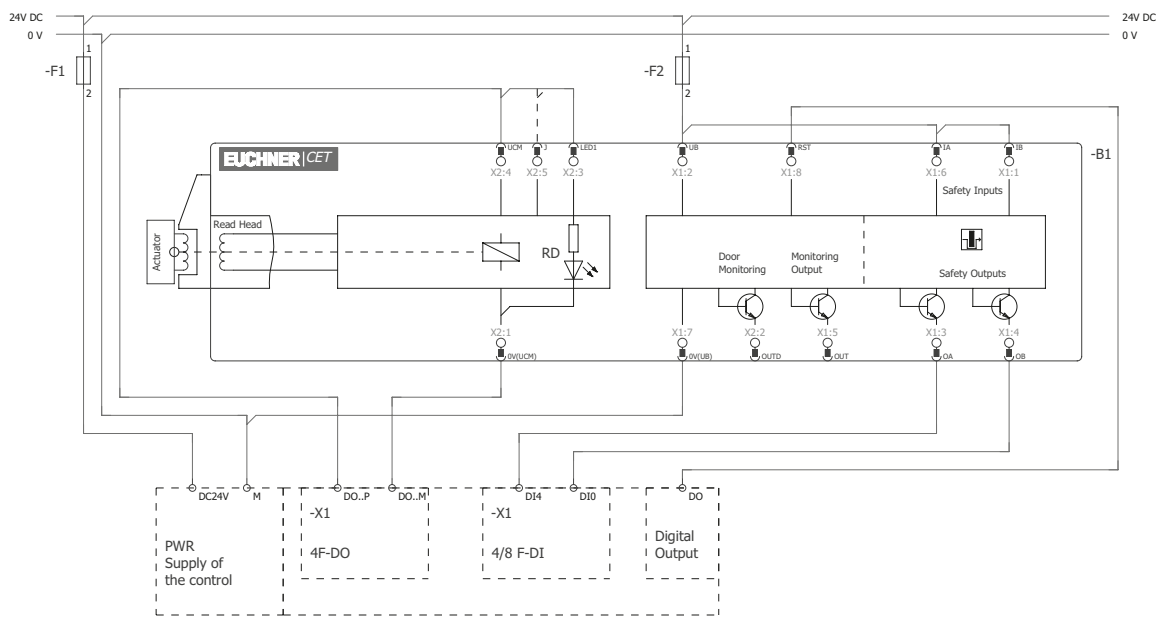 24V DC
24V DC
0 V
0 V
1
1
-F1
-F2
2
2
EUCHNER CET
UCM
J
LED1
UB
RST
IA
IB
-B1
X2:4
X2:5
X2:3
X1:2
X1:8
X1:6
X1:1
Safety Inputs
Read Head
Actuator
RD
Door
Monitoring
Monitoring
Output
Safety Outputs
X2:1
X1:7
X2:2
X1:5
X1:3
X1:4
0V(UCM)
0V(UB)
OUTD
OUT
OA
OB
DC24V
M
DO..P
DO..M
DI4
DI0
DO
-X1
-X1
PWR
Supply of
the control
4F-DO
4/8 F-DI
Digital
Output